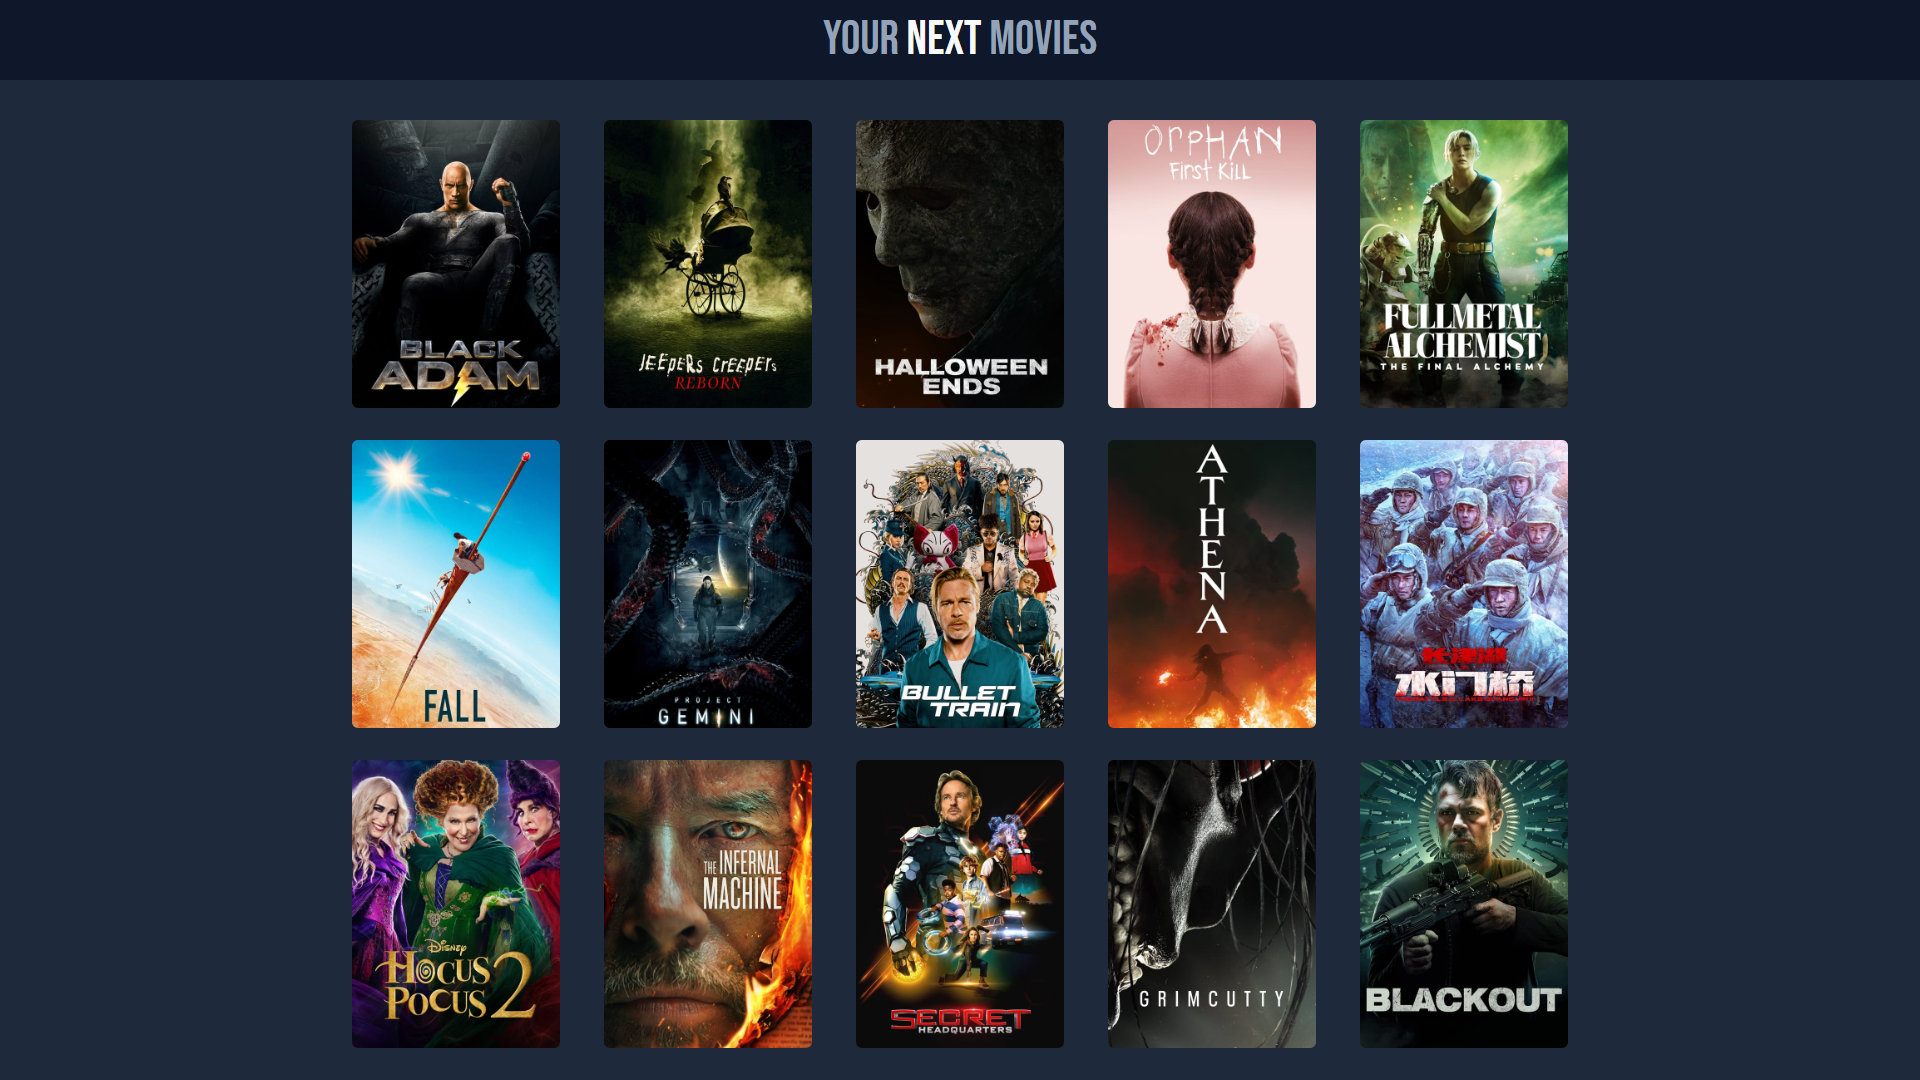 YOUR NEXT MOVIES
BLACK
ADAM
JEEPERS CREEPERS
REBORN
HALLOWEEN
ENDS
ORPHAN
First Kill
FULLMETAL
ALCHEMIST
THE FINAL ALCHEMY
FALL
PROJECT
GEMINI
BULLET
TRAIN
ATHENA
长津湖
水门桥
Disney
HOCUS
POCUS 2
THE INFERNAL
MACHINE
SECRET
HEADQUARTERS
GRIMCUTTY
BLACKOUT